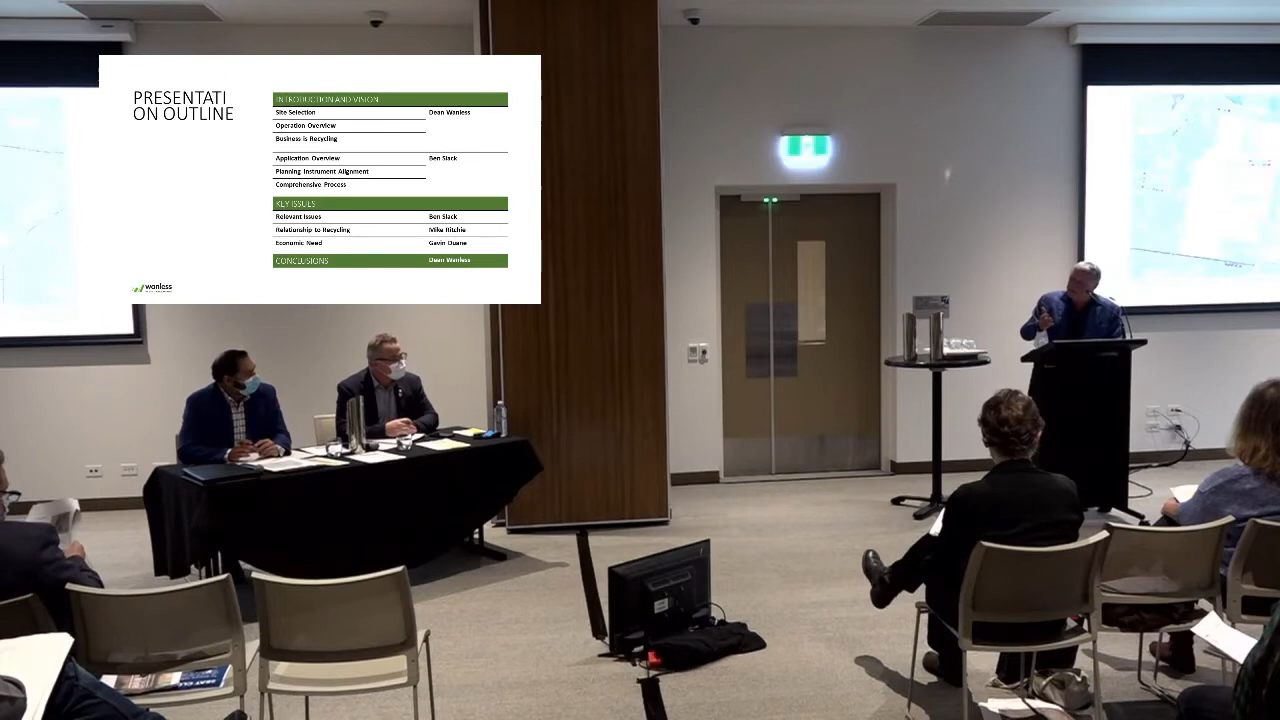 PRESENTATI
ON OUTLINE
INTRODUCTION AND VISION
Site Selection Dean Wanless
Operation Overview
Business is Recycling
Application Overview Ben Slack
Planning Instrument Alignment
Comprehensive Process
KEY ISSUES
Relevant Issues Ben Slack
Relationship to Recycling Mike Ritchie
Economic Need Gavin Duane
CONCLUSIONS Dean Wanless
wanless